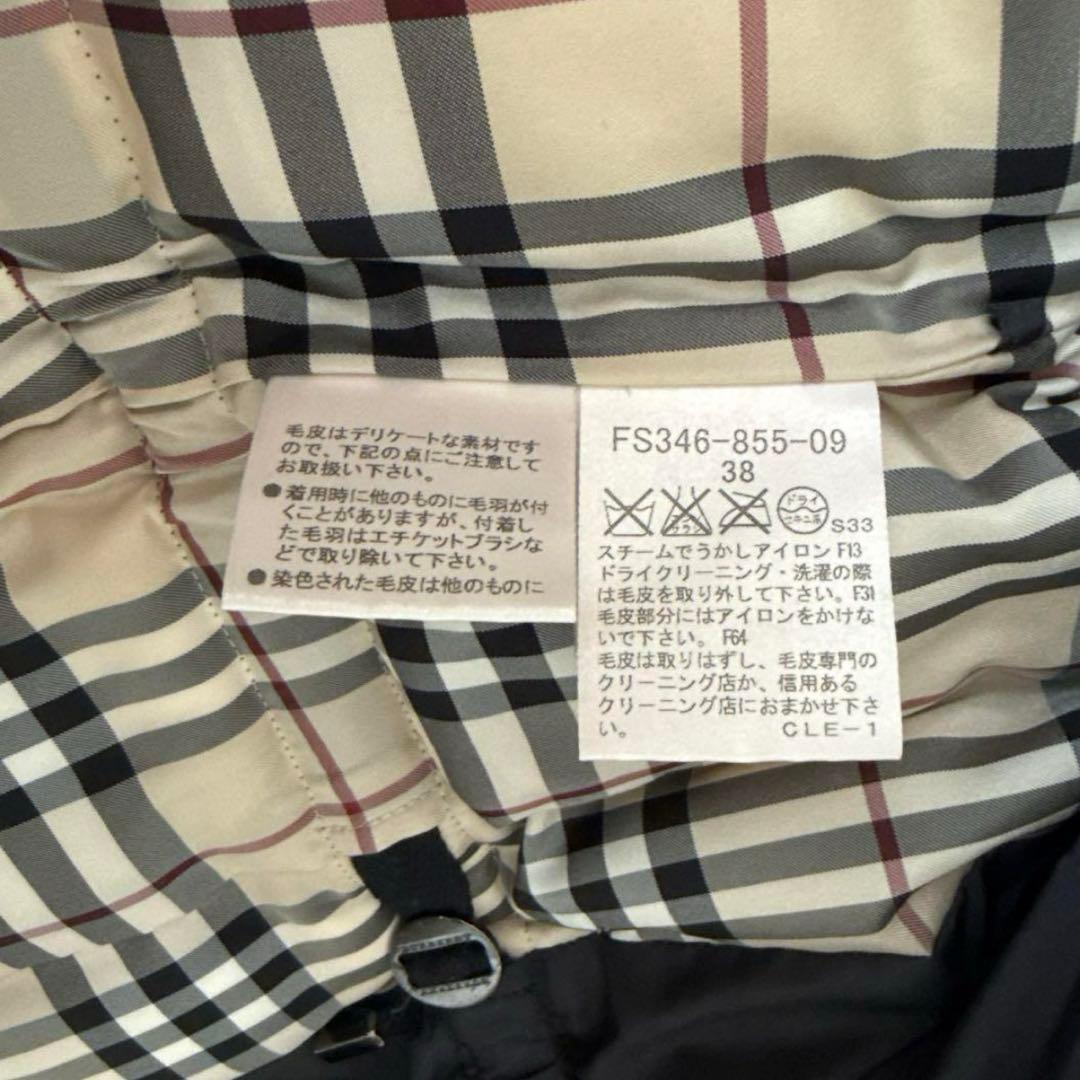 毛皮はデリケートな素材です
ので、下記の点にご注意して
お取扱い下さい。
●着用時に他のものに毛羽が付
くことがありますが、付着し
た毛羽はエチケットブラシな
どで取り除いて下さい。
●染色された毛皮は他のものに
FS346-855-09
38
ドライ
セキユ系
S33
スチームでうかしアイロン F13
ドライクリーニング・洗濯の際
は毛皮を取り外して下さい。F31
毛皮部分にはアイロンをかけな
いで下さい。F64
毛皮は取りはずし、毛皮専門の
クリーニング店か、信用ある
クリーニング店におまかせ下さ
い。 CLE-1